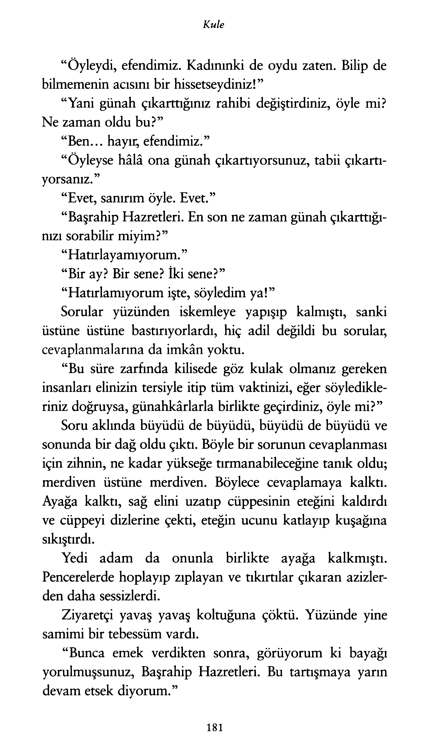 Kule
“Öyleydi, efendimiz. Kadınınki de oydu zaten. Bilip de
bilmemenin acısını bir hissetseydiniz!”
“Yani günah çıkarttığınız rahibi değiştirdiniz, öyle mi?
Ne zaman oldu bu?”
“Ben... hayır, efendimiz.”
“Öyleyse hâlâ ona günah çıkartıyorsunuz, tabii çıkartı-
yorsanız.”
“Evet, sanırım öyle. Evet.”
“Başrahip Hazretleri. En son ne zaman günah çıkarttığı-
nızı sorabilir miyim?”
“Hatırlayamıyorum.”
“Bir ay? Bir sene? İki sene?”
“Hatırlamıyorum işte, söyledim ya!”
Sorular yüzünden iskemleye yapışıp kalmıştı, sanki
üstüne üstüne bastırıyorlardı, hiç adil değildi bu sorular,
cevaplanmalarına da imkân yoktu.
“Bu süre zarfında kilisede göz kulak olmanız gereken
insanları elinizin tersiyle itip tüm vaktinizi, eğer söyledikle-
riniz doğruysa, günahkârlarla birlikte geçirdiniz, öyle mi?”
Soru aklında büyüdü de büyüdü, büyüdü de büyüdü ve
sonunda bir dağ oldu çıktı. Böyle bir sorunun cevaplanması
için zihnin, ne kadar yükseğe tırmanabileceğine tanık oldu;
merdiven üstüne merdiven. Böylece cevaplamaya kalktı.
Ayağa kalktı, sağ elini uzatıp cüppesinin eteğini kaldırdı
ve cüppeyi dizlerine çekti, eteğin ucunu katlayıp kuşağına
sıkıştırdı.
Yedi adam da onunla birlikte ayağa kalkmıştı.
Pencerelerde hoplayıp zıplayan ve tıkırtılar çıkaran azizler-
den daha sessizlerdi.
Ziyaretçi yavaş yavaş koltuğuna çöktü. Yüzünde yine
samimi bir tebessüm vardı.
“Bunca emek verdikten sonra, görüyorum ki bayağı
yorulmuşsunuz, Başrahip Hazretleri. Bu tartışmaya yarın
devam etsek diyorum.”
181